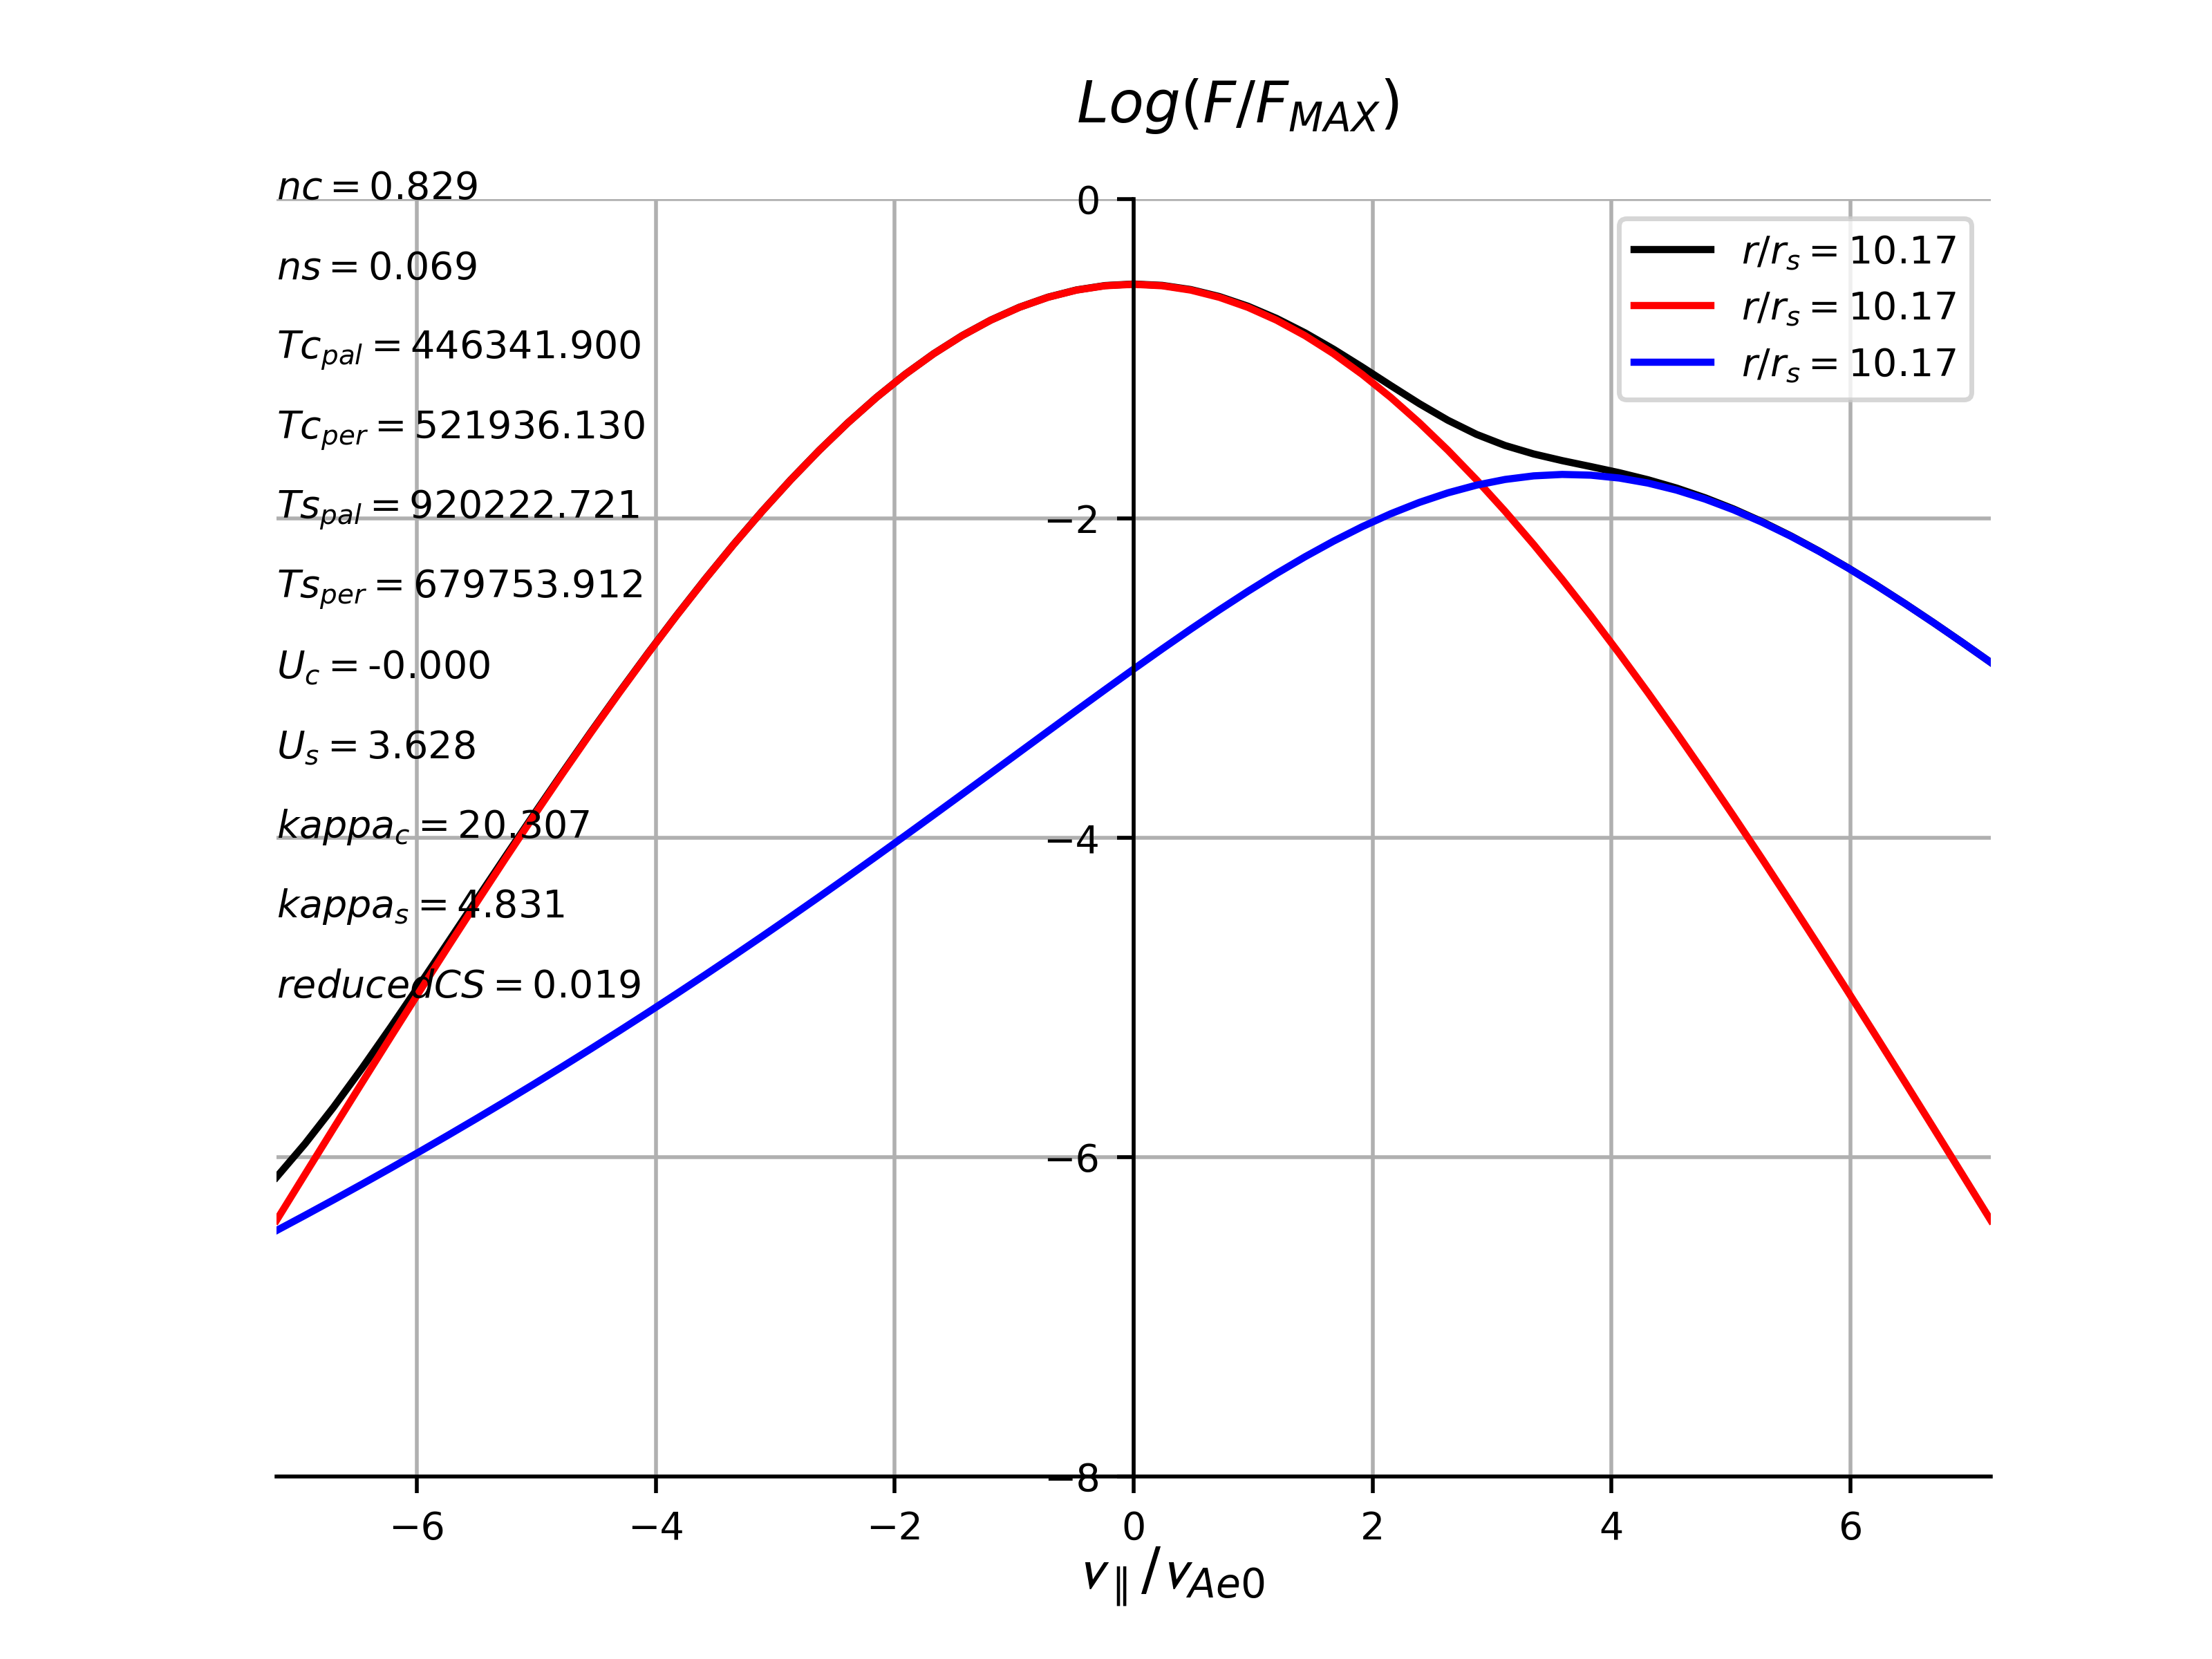 Log(F/F_MAX)
nc = 0.829
ns = 0.069
Tc_pal = 446341.900
Tc_per = 521936.130
Ts_pal = 920222.721
Ts_per = 679753.912
U_c = -0.000
U_s = 3.628
kappa_c = 20.307
kappa_s = 4.831
reducedCS = 0.019
r/r_s = 10.17
r/r_s = 10.17
r/r_s = 10.17
0
−2
−4
−6
−8
−6 −4 −2 0 2 4 6
v_∥/v_Ae0